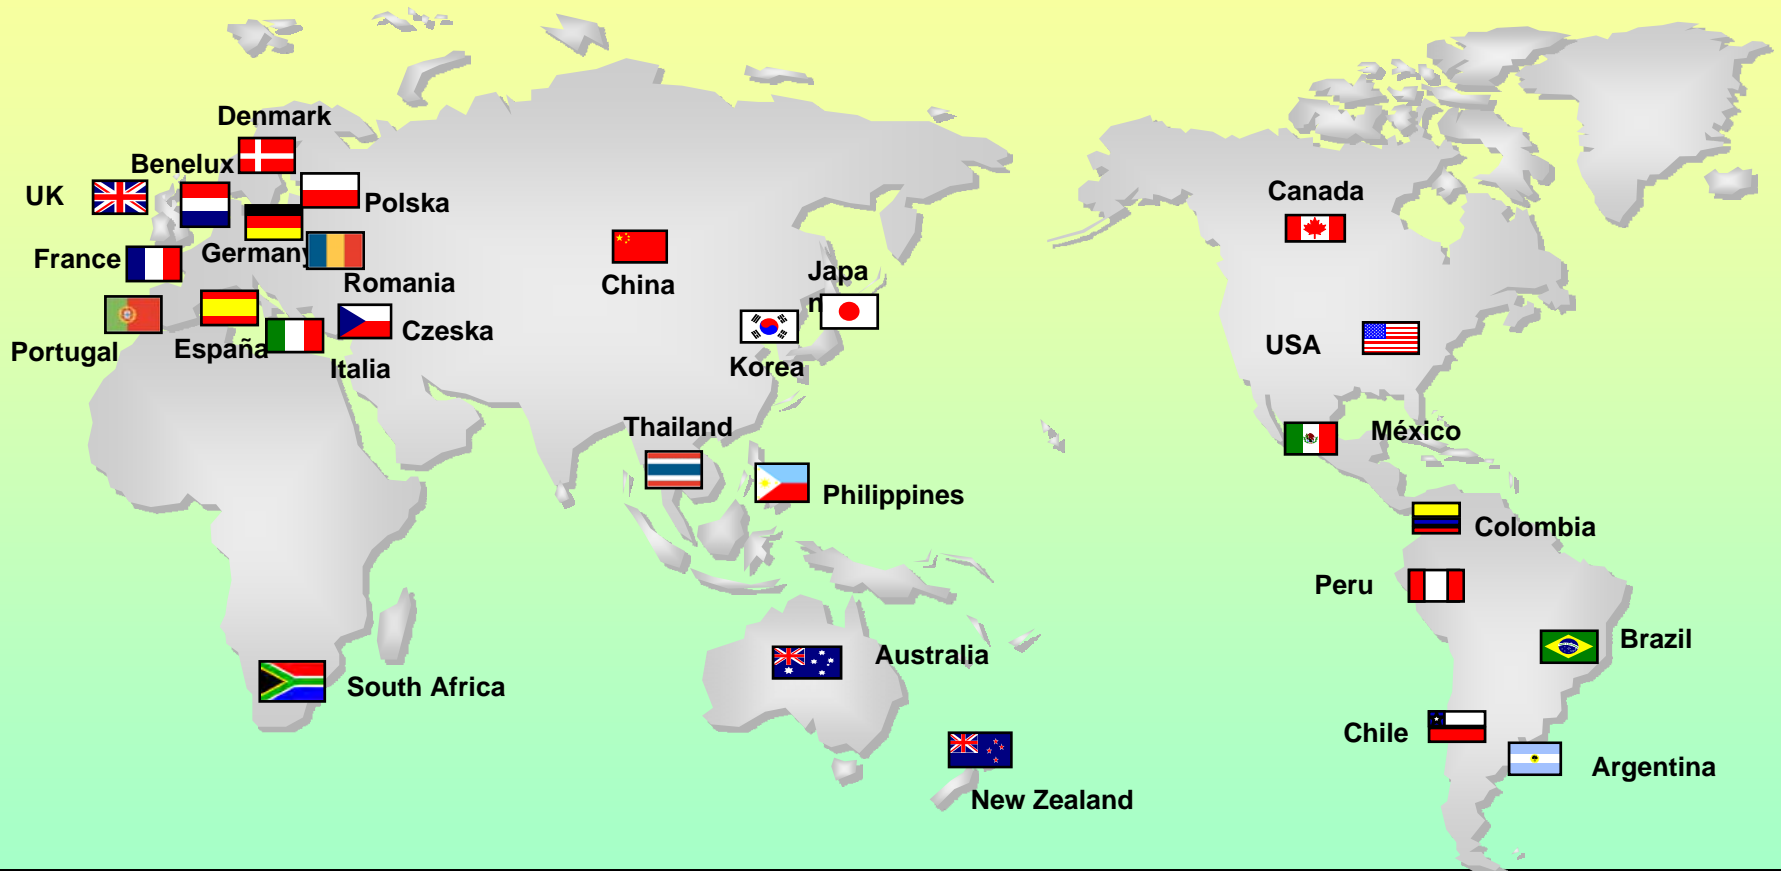 Denmark
Benelux
UK
Polska
Germany
France
Romania
Portugal
España
Italia
Czeska
China
Japa
n
Korea
Thailand
Philippines
South Africa
Australia
New Zealand
Canada
USA
México
Colombia
Peru
Brazil
Chile
Argentina